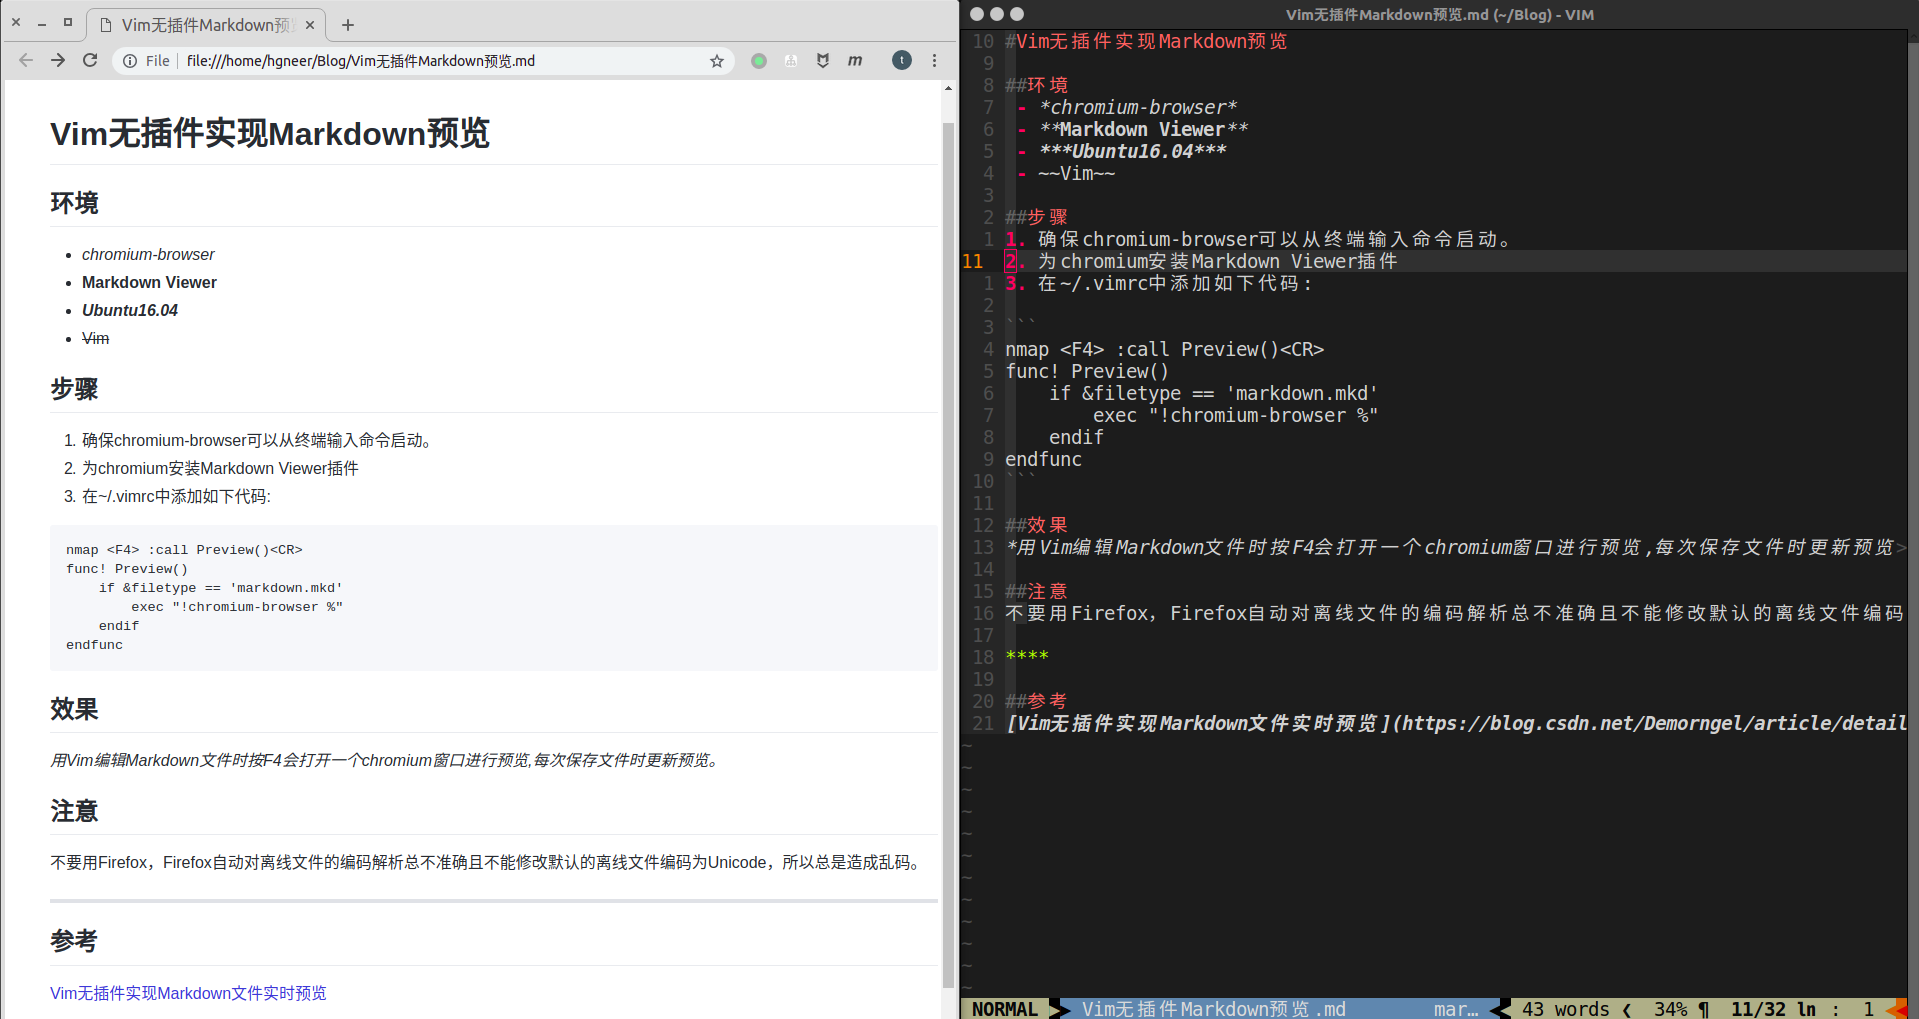 Vim无插件Markdown预
File
file:///home/hgneer/Blog/Vim无插件Markdown预览.md
m
t
Vim无插件实现Markdown预览
环境
• chromium-browser
• Markdown Viewer
• Ubuntu16.04
• Vim
步骤
1. 确保chromium-browser可以从终端输入命令启动。
2. 为chromium安装Markdown Viewer插件
3. 在~/.vimrc中添加如下代码:
nmap <F4> :call Preview()<CR>
func! Preview()
    if &filetype == 'markdown.mkd'
        exec "!chromium-browser %"
    endif
endfunc
效果
用Vim编辑Markdown文件时按F4会打开一个chromium窗口进行预览,每次保存文件时更新预览。
注意
不要用Firefox，Firefox自动对离线文件的编码解析总不准确且不能修改默认的离线文件编码为Unicode，所以总是造成乱码。
参考
Vim无插件实现Markdown文件实时预览
Vim无插件Markdown预览.md (~/Blog) - VIM
10 #Vim无插件实现Markdown预览
9
8 ##环境
7  - *chromium-browser*
6  - **Markdown Viewer**
5  - ***Ubuntu16.04***
4  - ~~Vim~~
3
2 ##步骤
1 1. 确保chromium-browser可以从终端输入命令启动。
11 2. 为chromium安装Markdown Viewer插件
1 3. 在~/.vimrc中添加如下代码:
2
3 ```
4 nmap <F4> :call Preview()<CR>
5 func! Preview()
6     if &filetype == 'markdown.mkd'
7         exec "!chromium-browser %"
8     endif
9 endfunc
10 ```
11
12 ##效果
13 *用Vim编辑Markdown文件时按F4会打开一个chromium窗口进行预览,每次保存文件时更新预览>
14
15 ##注意
16 不要用Firefox，Firefox自动对离线文件的编码解析总不准确且不能修改默认的离线文件编码
17
18 ****
19
20 ##参考
21 [Vim无插件实现Markdown文件实时预览](https://blog.csdn.net/Demorngel/article/detail
~
~
~
~
~
~
~
~
~
~
~
~
NORMAL Vim无插件Markdown预览.md mar… 43 words ❮ 34% ¶ 11/32 ln : 1